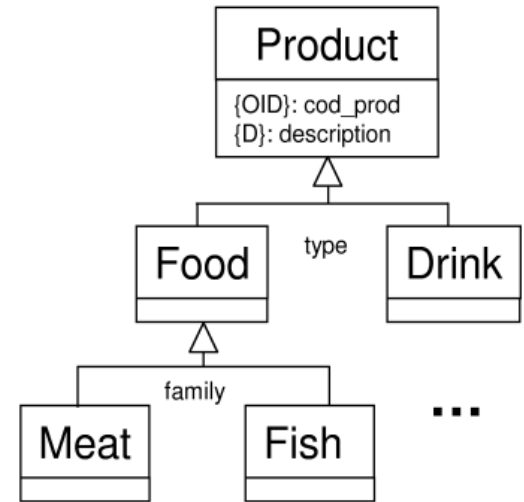 Product
{OID}: cod_prod
{D}: description
type
Food
Drink
family
Meat
Fish
...